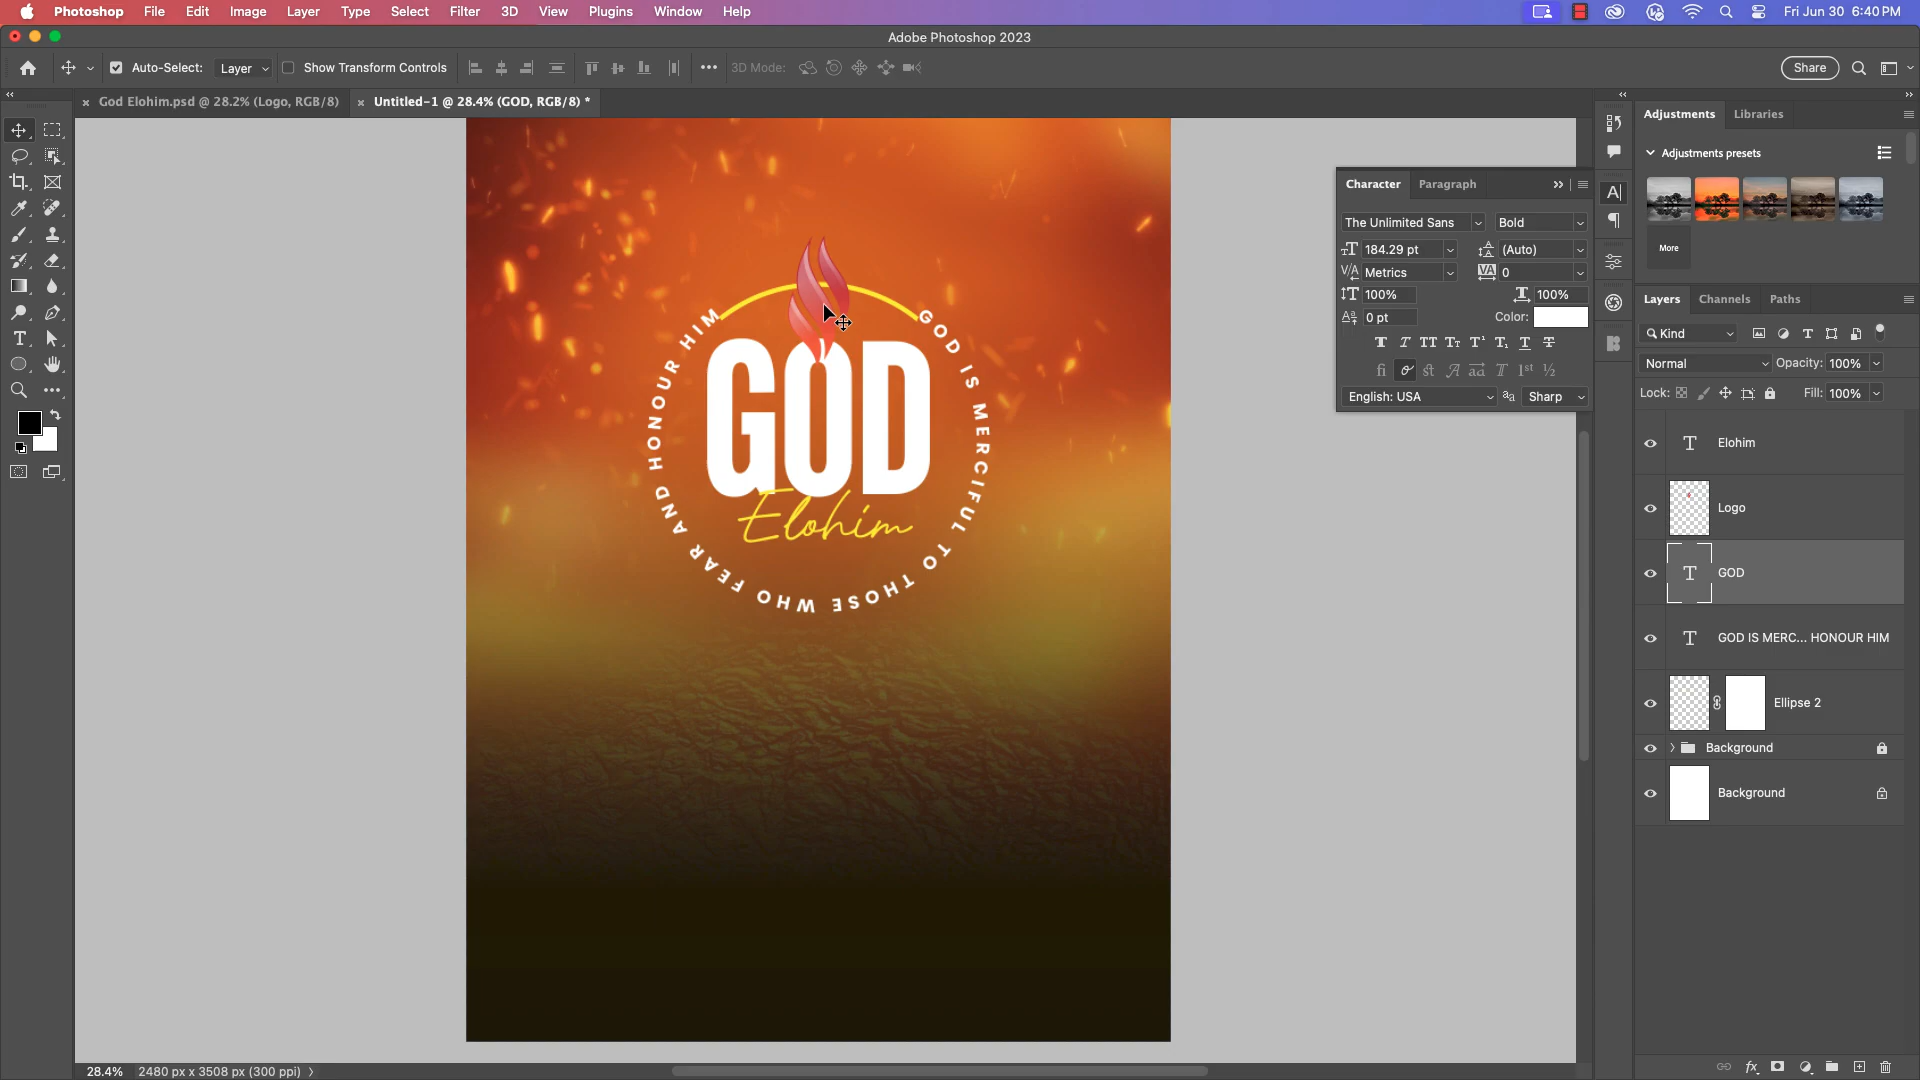 Photoshop File Edit Image Layer Type Select Filter 3D View Plugins Window Help Fri Jun 30 6:40 PM
Adobe Photoshop 2023
Auto-Select: Layer Show Transform Controls 3D Mode: Share
God Elohim.psd @ 28.2% (Logo, RGB/8) Untitled-1 @ 28.4% (GOD, RGB/8) *
GOD IS MERCIFUL TO THOSE WHO FEAR AND HONOUR HIM
GOD
Elohim
Character Paragraph
The Unlimited Sans Bold
184.29 pt (Auto)
Metrics 0
100% 100%
0 pt Color:
English: USA Sharp
Adjustments Libraries
Adjustments presets
More
Layers Channels Paths
Kind
Normal Opacity: 100%
Lock: Fill: 100%
Elohim
Logo
GOD
GOD IS MERC... HONOUR HIM
Ellipse 2
Background
Background
28.4% 2480 px x 3508 px (300 ppi)